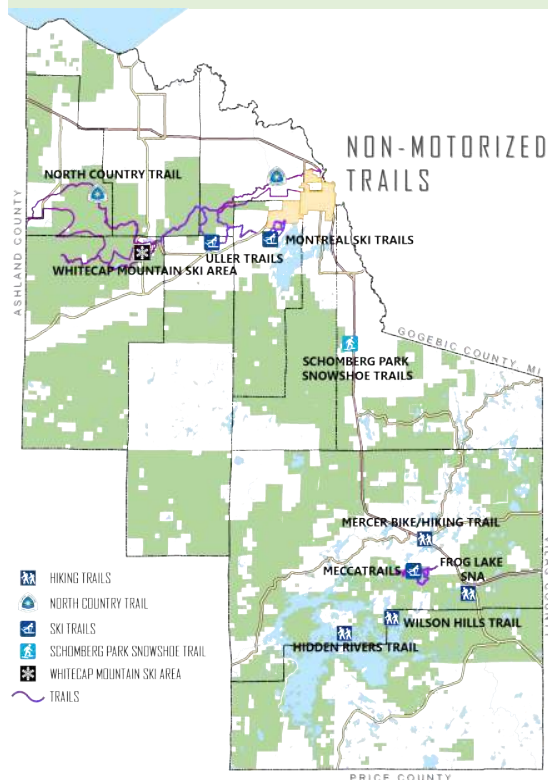 NON-MOTORIZED
TRAILS
NORTH COUNTRY TRAIL
ASHLAND COUNTY
MONTREAL SKI TRAILS
ULLER TRAILS
WHITECAP MOUNTAIN SKI AREA
GOGEBIC COUNTY, MI
SCHOMBERG PARK
SNOWSHOE TRAILS
MERCER BIKE/HIKING TRAIL
MECCATRAILS
FROG LAKE
SNA
WILSON HILLS TRAIL
HIDDEN RIVERS TRAIL
HIKING TRAILS
NORTH COUNTRY TRAIL
SKI TRAILS
SCHOMBERG PARK SNOWSHOE TRAIL
WHITECAP MOUNTAIN SKI AREA
TRAILS
PRICE COUNTY